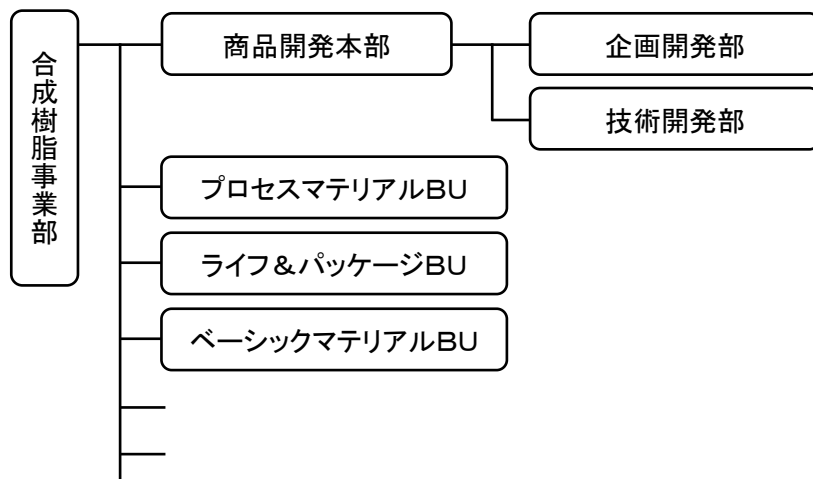 合成樹脂事業部
商品開発本部
企画開発部
技術開発部
プロセスマテリアルＢＵ
ライフ＆パッケージＢＵ
ベーシックマテリアルＢＵ